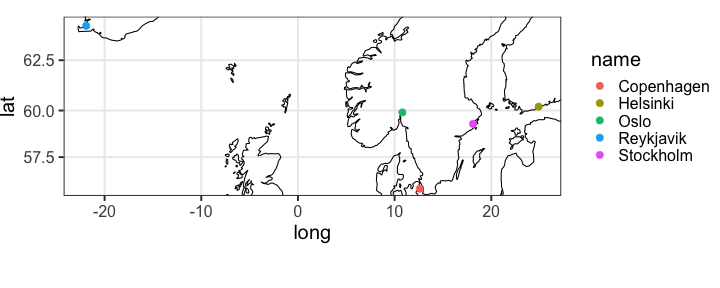 name
Copenhagen
Helsinki
Oslo
Reykjavik
Stockholm
lat
62.5
60.0
57.5
-20 -10 0 10 20
long